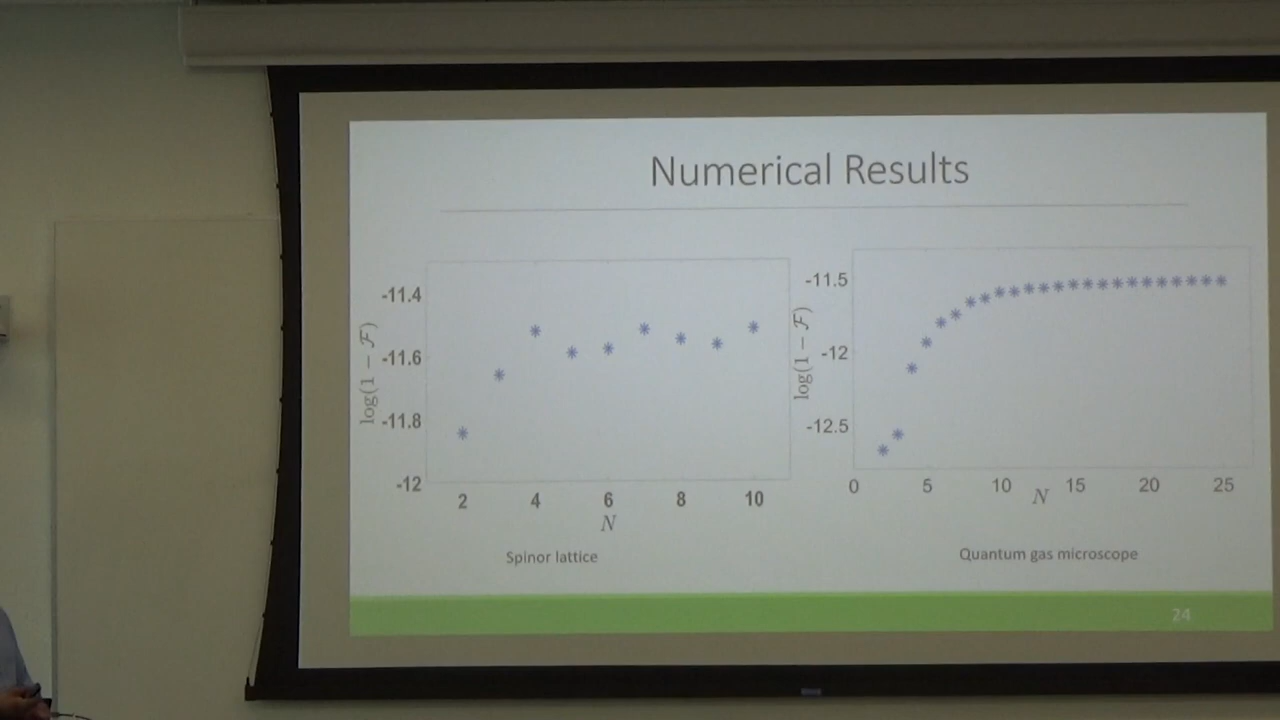 Numerical Results
-11.4
-11.6
-11.8
-12
log(1 − F)
2 4 6 8 10
N
Spinor lattice
-11.5
-12
-12.5
log(1 − F)
0 5 10 15 20 25
N
Quantum gas microscope
24